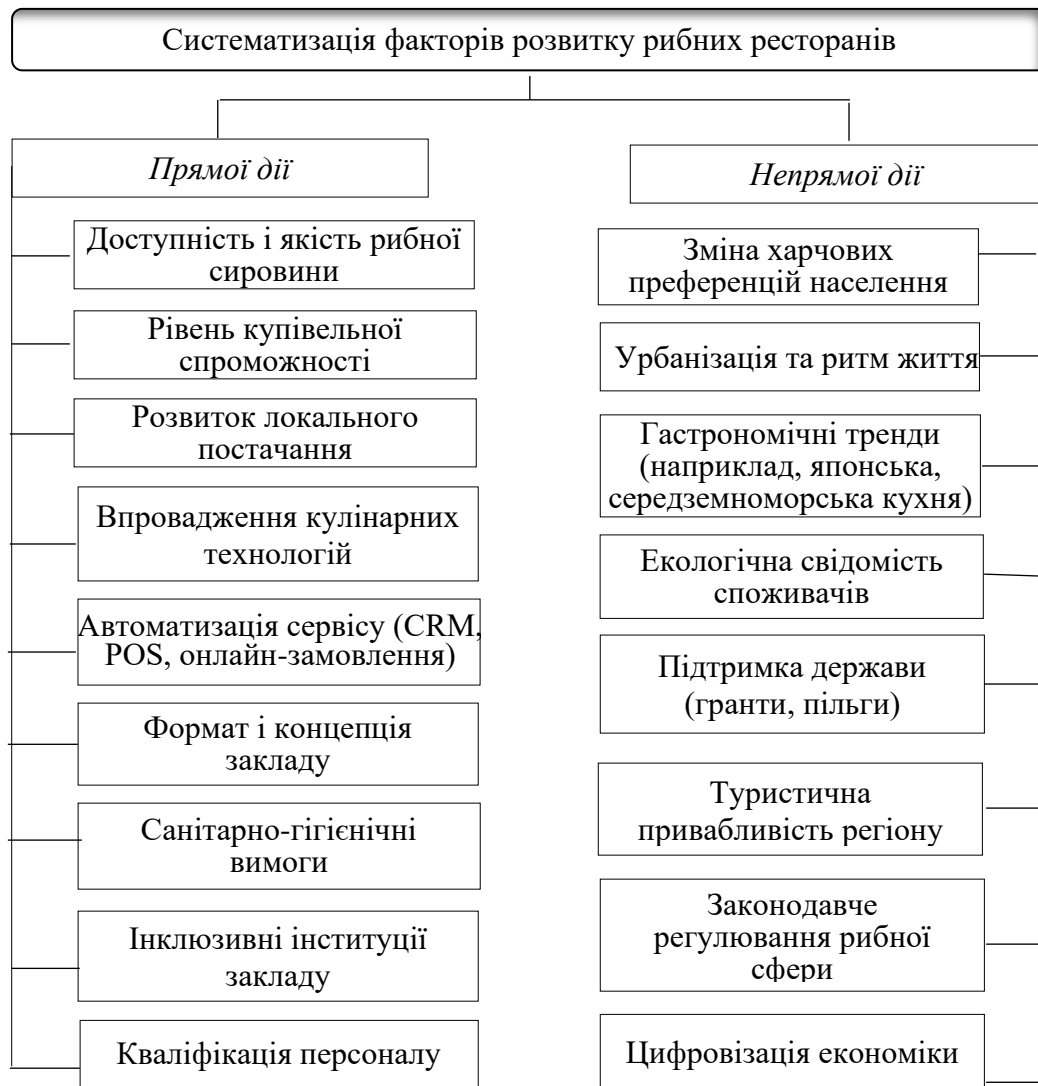 Систематизація факторів розвитку рибних ресторанів
Прямої дії
Доступність і якість рибної
сировини
Рівень купівельної
спроможності
Розвиток локального
постачання
Впровадження кулінарних
технологій
Автоматизація сервісу (CRM,
POS, онлайн-замовлення)
Формат і концепція
закладу
Санітарно-гігієнічні
вимоги
Інклюзивні інституції
закладу
Кваліфікація персоналу
Непрямої дії
Зміна харчових
преференцій населення
Урбанізація та ритм життя
Гастрономічні тренди
(наприклад, японська,
середземноморська кухня)
Екологічна свідомість
споживачів
Підтримка держави
(гранти, пільги)
Туристична
привабливість регіону
Законодавче
регулювання рибної
сфери
Цифровізація економіки